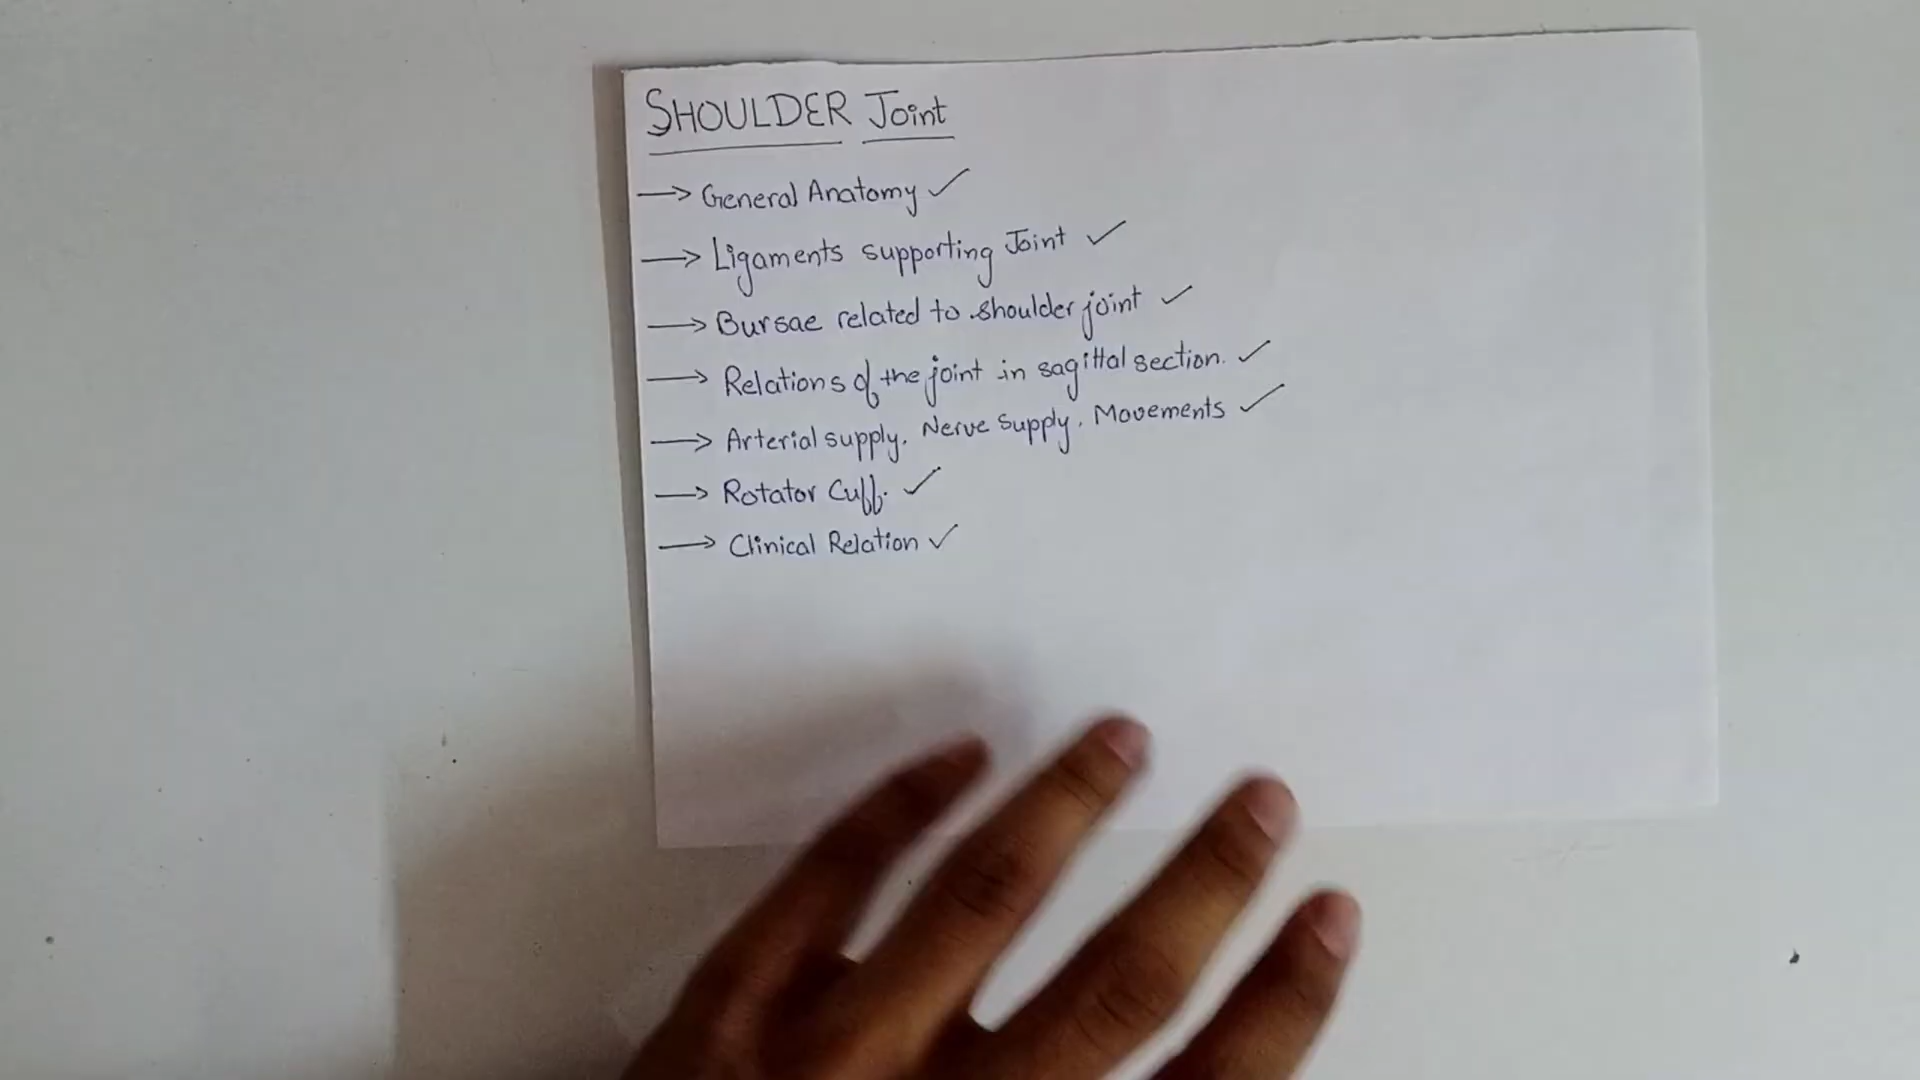 SHOULDER Joint
→ General Anatomy ✓
→ Ligaments supporting Joint ✓
→ Bursae related to shoulder joint ✓
→ Relations of the joint in sagittal section. ✓
→ Arterial supply, Nerve supply, Movements ✓
→ Rotator Cuff. ✓
→ Clinical Relation ✓